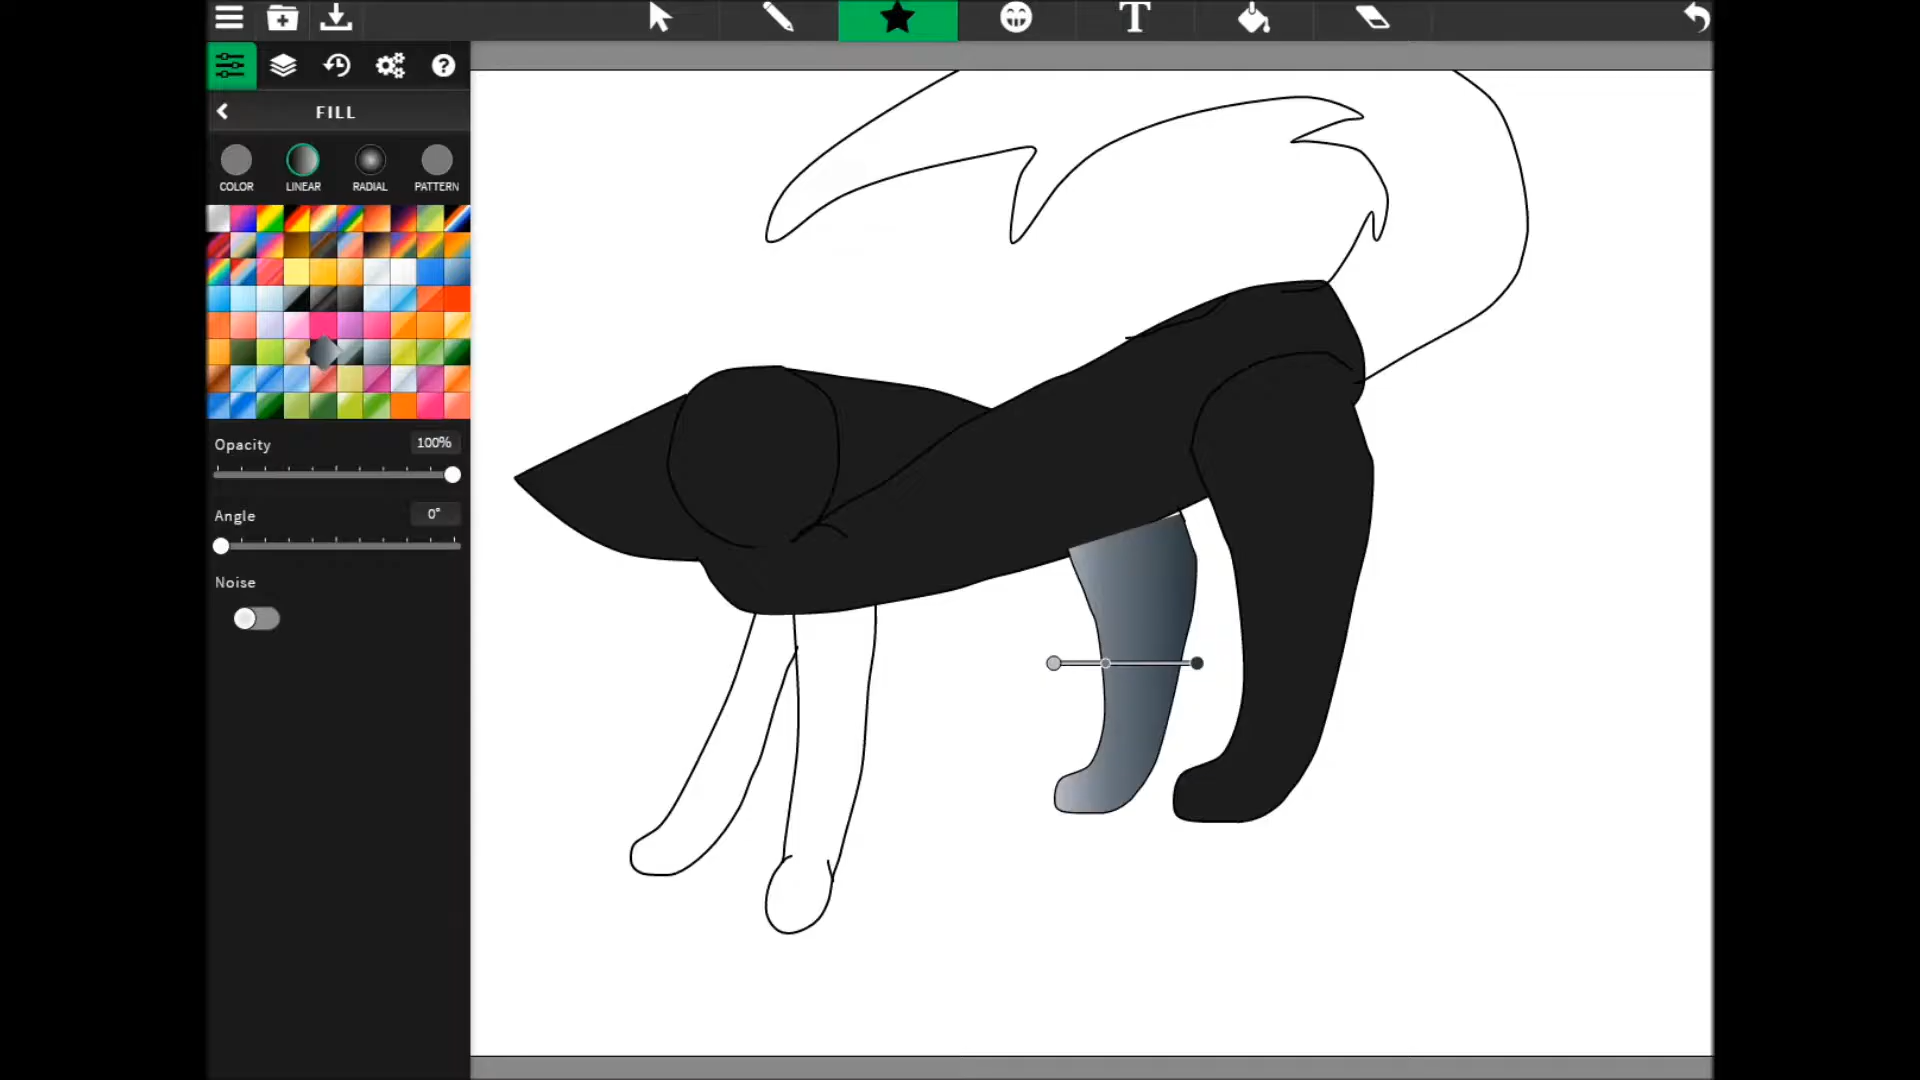 T
FILL
COLOR LINEAR RADIAL PATTERN
Opacity 100%
Angle 0°
Noise